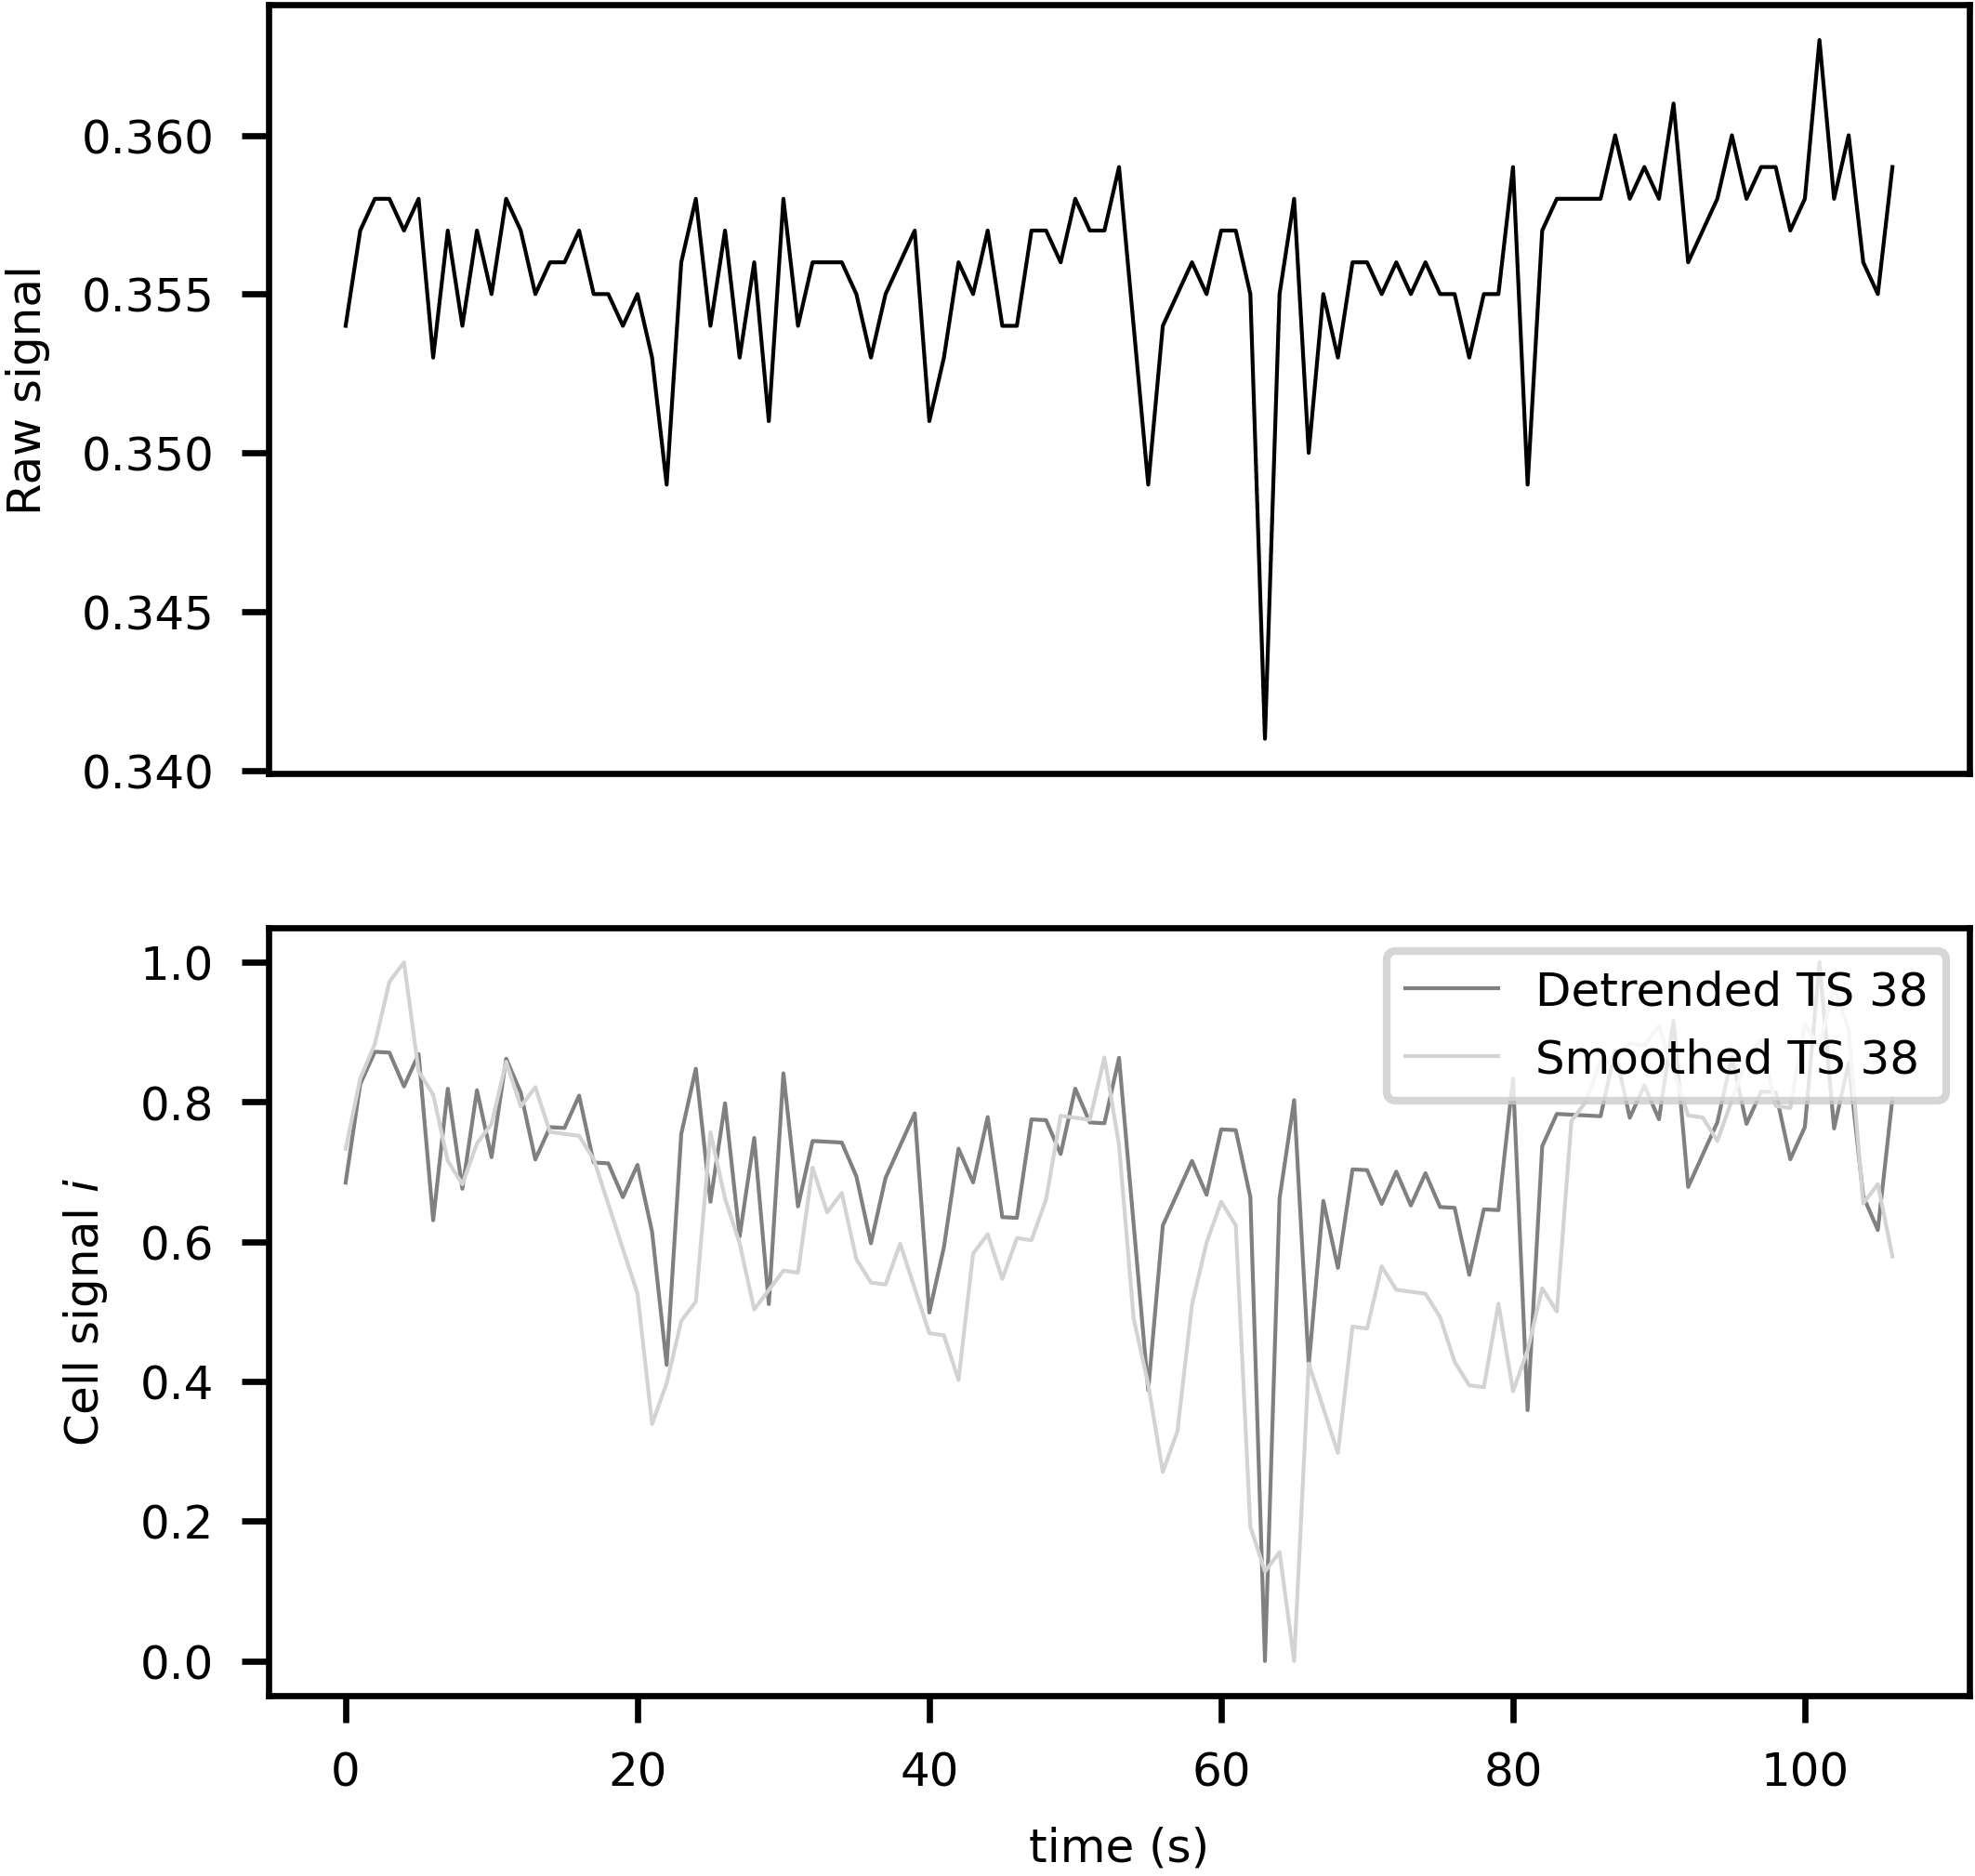 0.360
0.355
0.350
0.345
0.340
Raw signal
1.0
0.8
0.6
0.4
0.2
0.0
Cell signal i
Detrended TS 38
Smoothed TS 38
0 20 40 60 80 100
time (s)